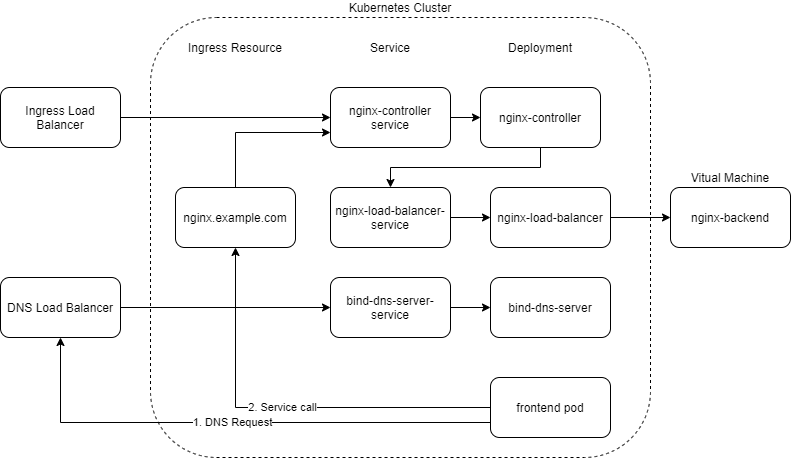 Kubernetes Cluster
Ingress Resource
Service
Deployment
Ingress Load
Balancer
nginx-controller
service
nginx-controller
Vitual Machine
nginx.example.com
nginx-load-balancer-
service
nginx-load-balancer
nginx-backend
DNS Load Balancer
bind-dns-server-
service
bind-dns-server
2. Service call
frontend pod
1. DNS Request